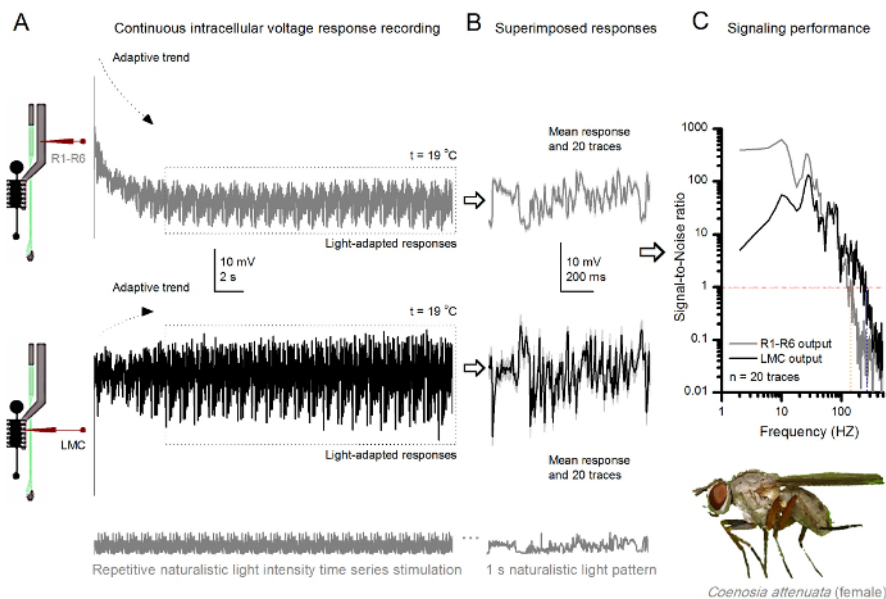 A
Continuous intracellular voltage response recording
B
Superimposed responses
C
Signaling performance
Adaptive trend
R1-R6
t = 19 °C
Light-adapted responses
10 mV
2 s
Mean response
and 20 traces
10 mV
200 ms
Adaptive trend
t = 19 °C
LMC
Light-adapted responses
Mean response
and 20 traces
Signal-to-Noise ratio
1000
100
10
1
0.1
0.01
R1-R6 output
LMC output
n = 20 traces
1
10
100
Frequency (HZ)
Repetitive naturalistic light intensity time series stimulation
1 s naturalistic light pattern
Coenosia attenuata (female)